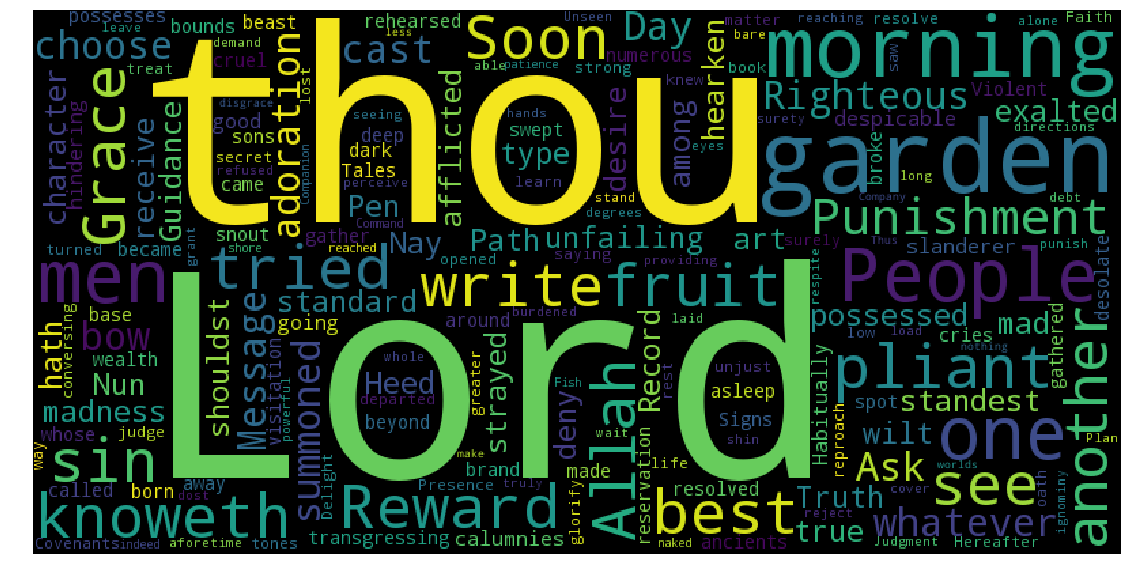 thou
Lord
morning
garden
People
Soon
Grace
adoration
choose
cast
Day
Righteous
Punishment
men
tried
write
fruit
pliant
one
another
see
best
Allah
Reward
knoweth
sin
summoned
Message
possesses
bounds
beast
rehearsed
Unseen
resolve
reaching
matter
alone
Faith
leave
demand
less
able
patience
numerous
bare
saw
treat
cruel
lost
strong
book
knew
hearken
Violent
exalted
character
hindering
receive
Guidance
disgrace
good
sons
secret
refused
came
seeing
deep
dark
Tales
perceive
hands
swept
type
learn
desire
among
despicable
surety
eyes
broke
directions
long
afflicted
Companion
Pen
Command
stand
degrees
Company
debt
turned
became
snout
grant
shore
gather
reached
Nay
opened
Path
saying
unfailing
providing
art
surely
Thus
slanderer
punish
desolate
respite
standard
going
around
burdened
laid
possessed
mad
low
load
cries
nothing
gathered
bow
base
hath
conversing
wealth
Nun
madness
whose
judge
way
shouldst
visitation
powerful
whole
Heed
departed
beyond
greater
strayed
Fish
wait
deny
Record
rest
unjust
asleep
Signs
shin
Habitually
reproach
spot
standest
wilt
Ask
Plan
worlds
called
born
away
dost
Delight
Presence
truly
make
brand
resolved
made
life
reservation
glorify
Truth
true
reject
cover
whatever
oath
ignominy
Covenants
indeed
aforetime
tones
transgressing
calumnies
naked
ancients
Judgment
Hereafter